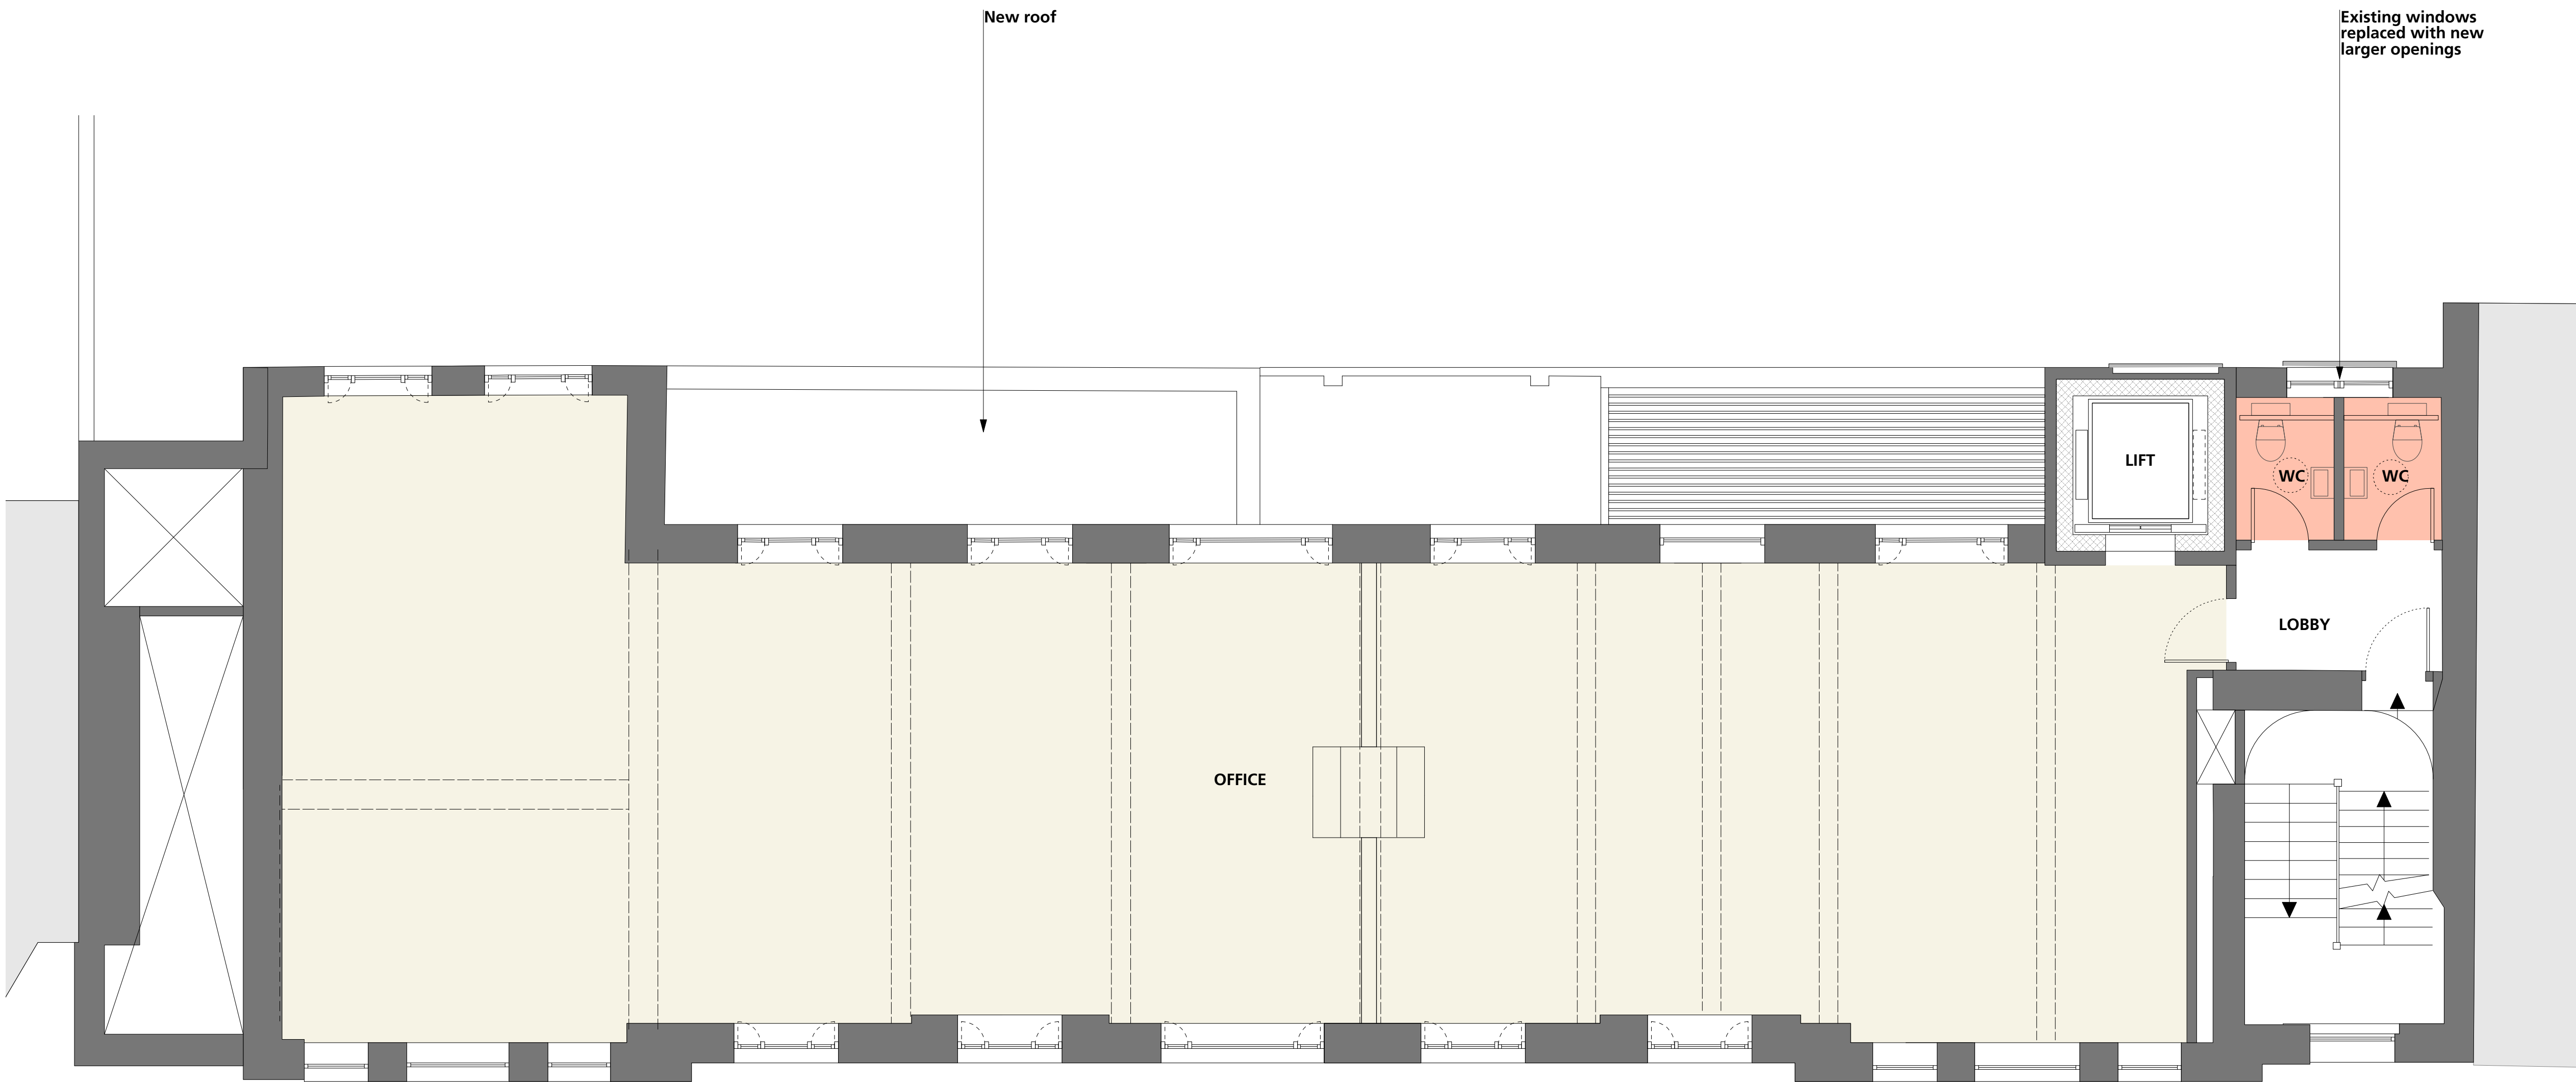 New roof
Existing windows
replaced with new
larger openings
LIFT
WC
WC
LOBBY
OFFICE